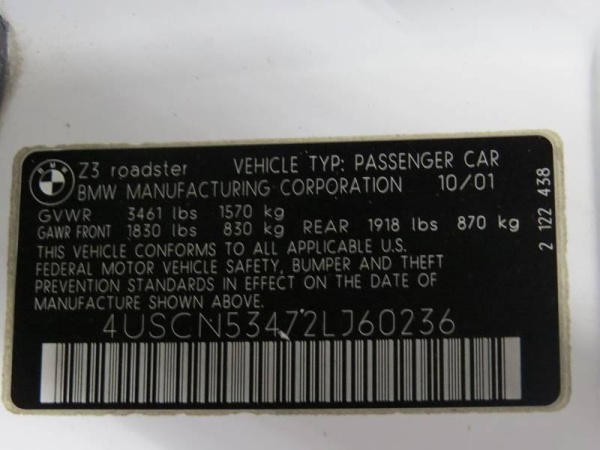 BMW
Z3 roadster VEHICLE TYP: PASSENGER CAR
BMW MANUFACTURING CORPORATION 10/01
GVWR 3461 lbs 1570 kg
GAWR FRONT 1830 lbs 830 kg REAR 1918 lbs 870 kg
THIS VEHICLE CONFORMS TO ALL APPLICABLE U.S.
FEDERAL MOTOR VEHICLE SAFETY, BUMPER AND THEFT
PREVENTION STANDARDS IN EFFECT ON THE DATE OF
MANUFACTURE SHOWN ABOVE.
4USCN53472LJ60236
2 122 438